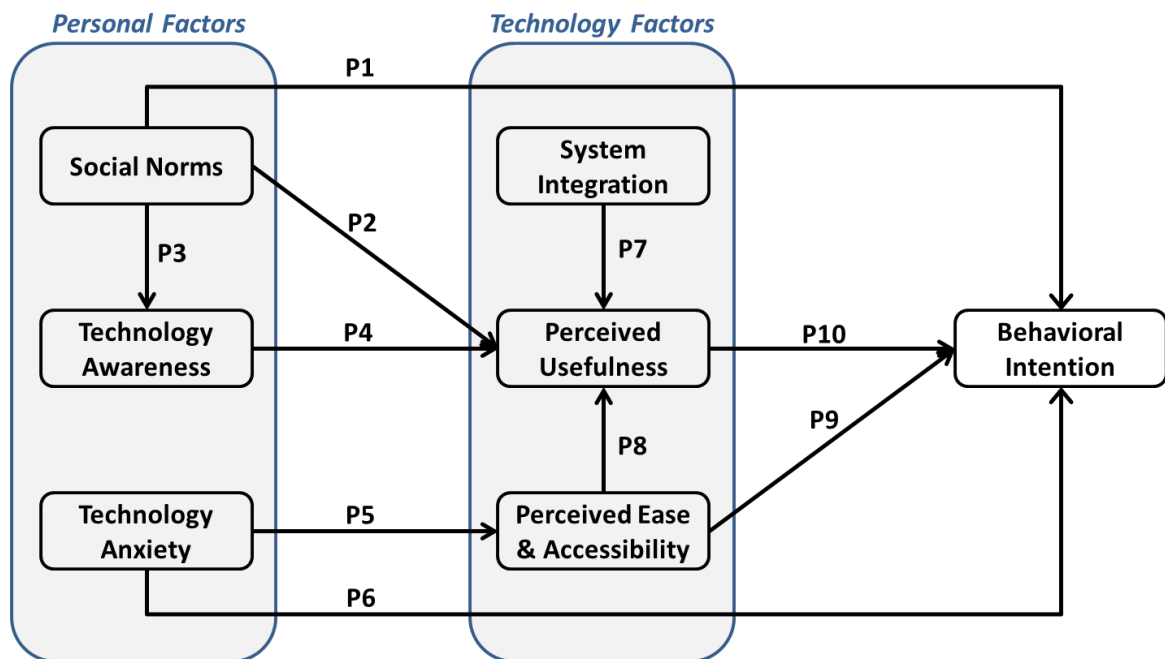 Personal Factors
Technology Factors
P1
Social Norms
System
Integration
P2
P3
P7
Technology
Awareness
P4
Perceived
Usefulness
P10
Behavioral
Intention
P9
P8
Technology
Anxiety
P5
Perceived Ease
& Accessibility
P6